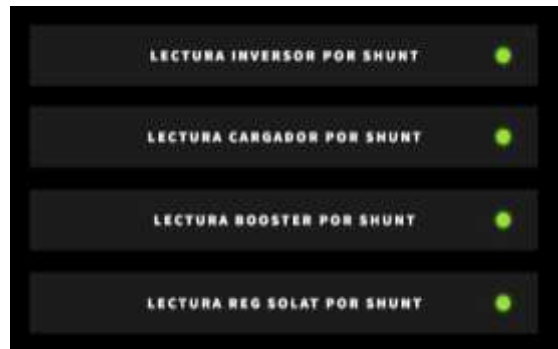 LECTURA INVERSOR POR SHUNT
LECTURA CARGADOR POR SHUNT
LECTURA BOOSTER POR SHUNT
LECTURA REG SOLAT POR SHUNT